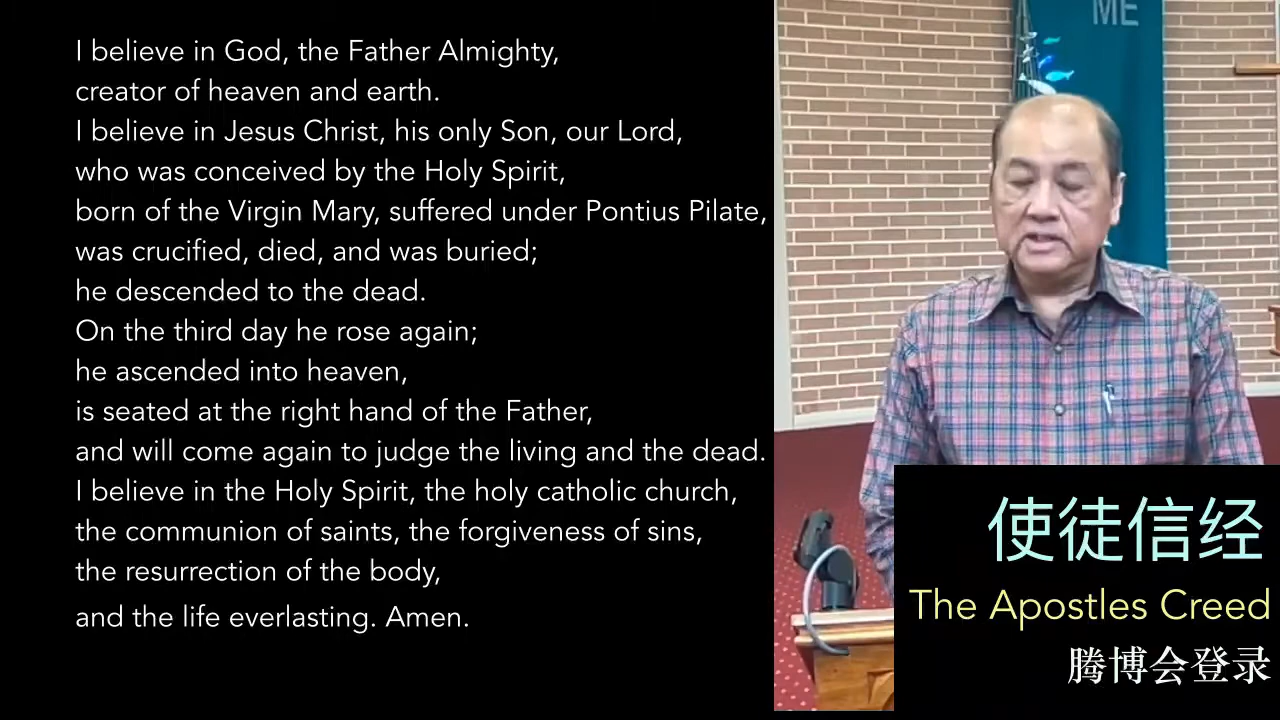 I believe in God, the Father Almighty,
creator of heaven and earth.
I believe in Jesus Christ, his only Son, our Lord,
who was conceived by the Holy Spirit,
born of the Virgin Mary, suffered under Pontius Pilate,
was crucified, died, and was buried;
he descended to the dead.
On the third day he rose again;
he ascended into heaven,
is seated at the right hand of the Father,
and will come again to judge the living and the dead.
I believe in the Holy Spirit, the holy catholic church,
the communion of saints, the forgiveness of sins,
the resurrection of the body,
and the life everlasting. Amen.
ME
使徒信经
The Apostles Creed
腾博会登录